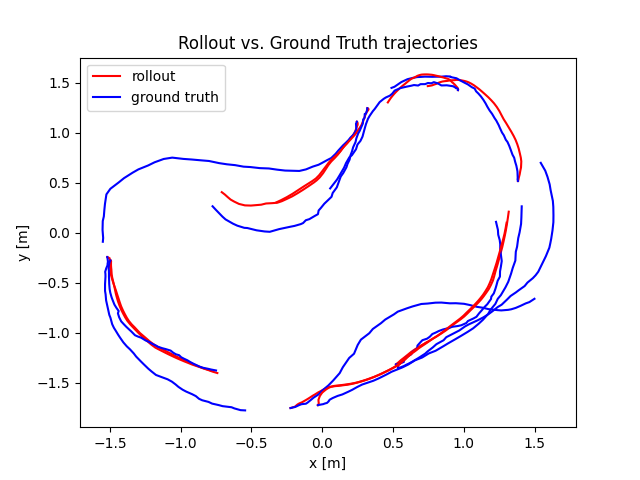 Rollout vs. Ground Truth trajectories
rollout
ground truth
1.5
1.0
0.5
0.0
−0.5
−1.0
−1.5
y [m]
−1.5 −1.0 −0.5 0.0 0.5 1.0 1.5
x [m]